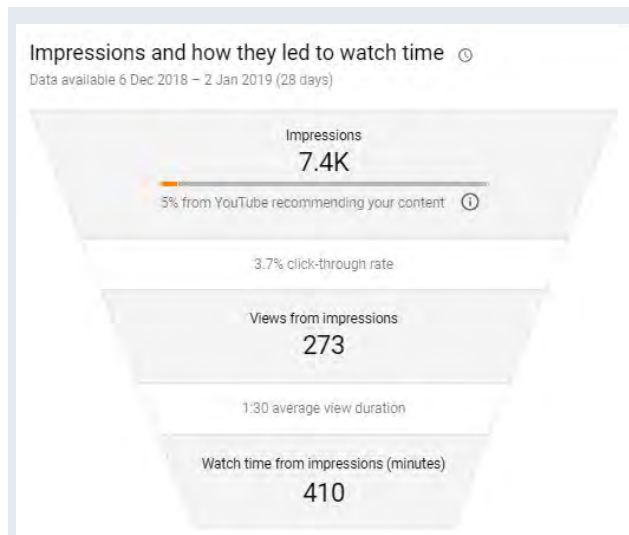 Impressions and how they led to watch time
Data available 6 Dec 2018 – 2 Jan 2019 (28 days)
Impressions
7.4K
5% from YouTube recommending your content
3.7% click-through rate
Views from impressions
273
1:30 average view duration
Watch time from impressions (minutes)
410